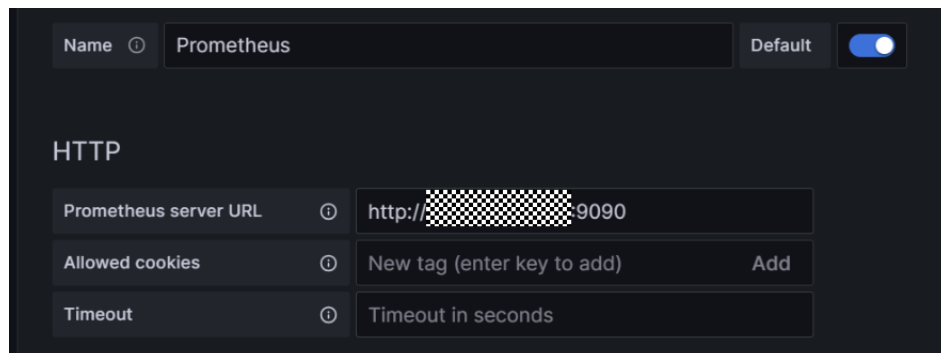 Name Prometheus Default
HTTP
Prometheus server URL http:// :9090
Allowed cookies New tag (enter key to add) Add
Timeout Timeout in seconds